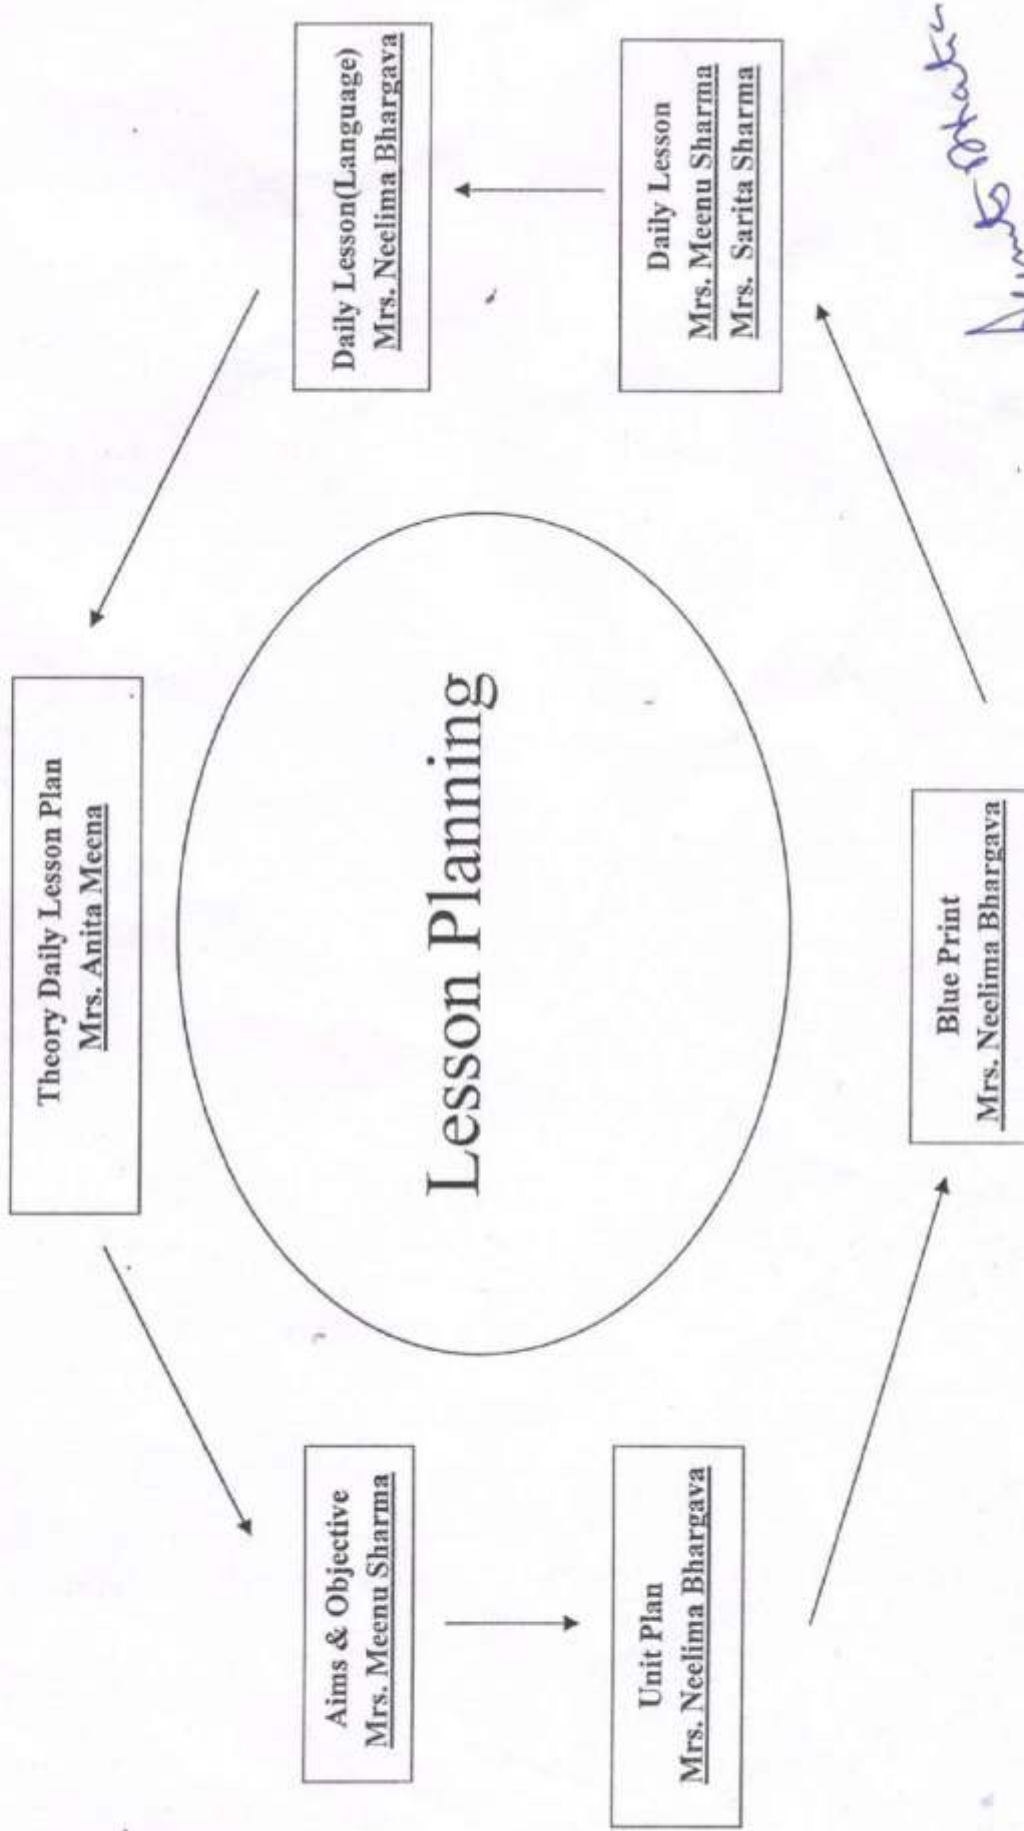 Theory Daily Lesson Plan
Mrs. Anita Meena
Daily Lesson(Language)
Mrs. Neelima Bhargava
Aims & Objective
Mrs. Meenu Sharma
Lesson Planning
Unit Plan
Mrs. Neelima Bhargava
Daily Lesson
Mrs. Meenu Sharma
Mrs. Sarita Sharma
Blue Print
Mrs. Neelima Bhargava